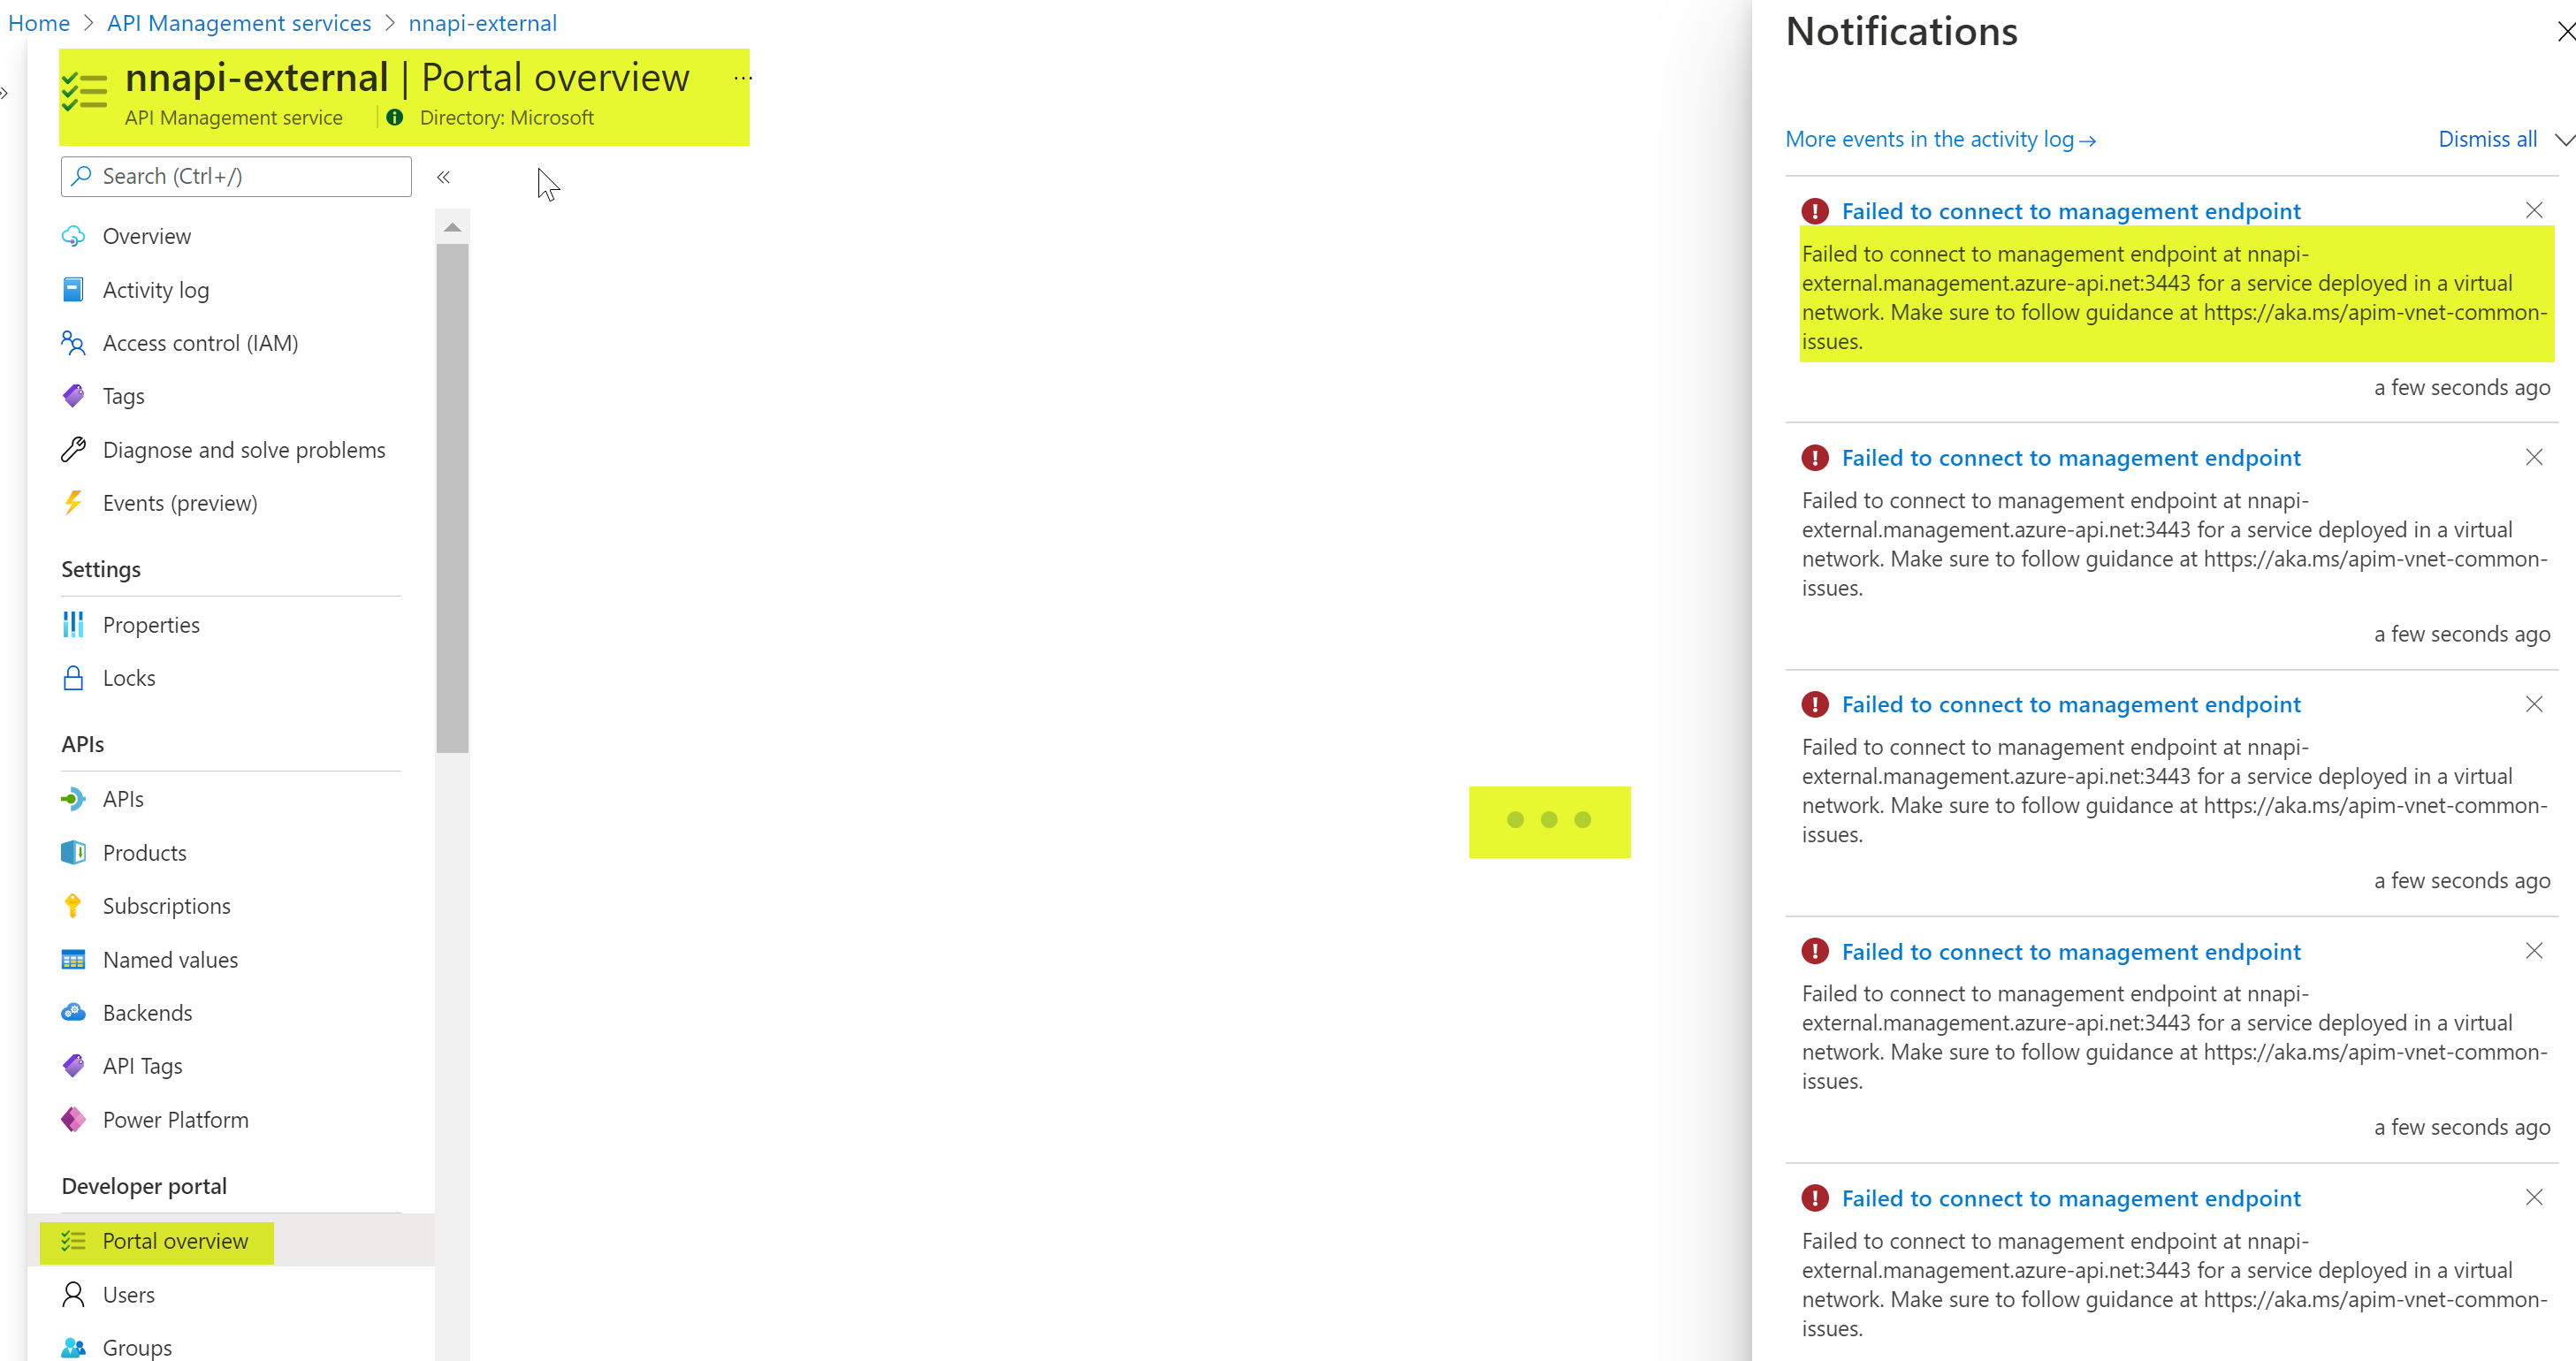 Home > API Management services > nnapi-external
»
nnapi-external | Portal overview ...
API Management service | Directory: Microsoft
Search (Ctrl+/) «
Overview
Activity log
Access control (IAM)
Tags
Diagnose and solve problems
Events (preview)
Settings
Properties
Locks
APIs
APIs
Products
Subscriptions
Named values
Backends
API Tags
Power Platform
Developer portal
Portal overview
Users
Groups
Notifications
More events in the activity log →
Dismiss all
Failed to connect to management endpoint
Failed to connect to management endpoint at nnapi-
external.management.azure-api.net:3443 for a service deployed in a virtual
network. Make sure to follow guidance at https://aka.ms/apim-vnet-common-
issues.
a few seconds ago
Failed to connect to management endpoint
Failed to connect to management endpoint at nnapi-
external.management.azure-api.net:3443 for a service deployed in a virtual
network. Make sure to follow guidance at https://aka.ms/apim-vnet-common-
issues.
a few seconds ago
Failed to connect to management endpoint
Failed to connect to management endpoint at nnapi-
external.management.azure-api.net:3443 for a service deployed in a virtual
network. Make sure to follow guidance at https://aka.ms/apim-vnet-common-
issues.
a few seconds ago
Failed to connect to management endpoint
Failed to connect to management endpoint at nnapi-
external.management.azure-api.net:3443 for a service deployed in a virtual
network. Make sure to follow guidance at https://aka.ms/apim-vnet-common-
issues.
a few seconds ago
Failed to connect to management endpoint
Failed to connect to management endpoint at nnapi-
external.management.azure-api.net:3443 for a service deployed in a virtual
network. Make sure to follow guidance at https://aka.ms/apim-vnet-common-
issues.